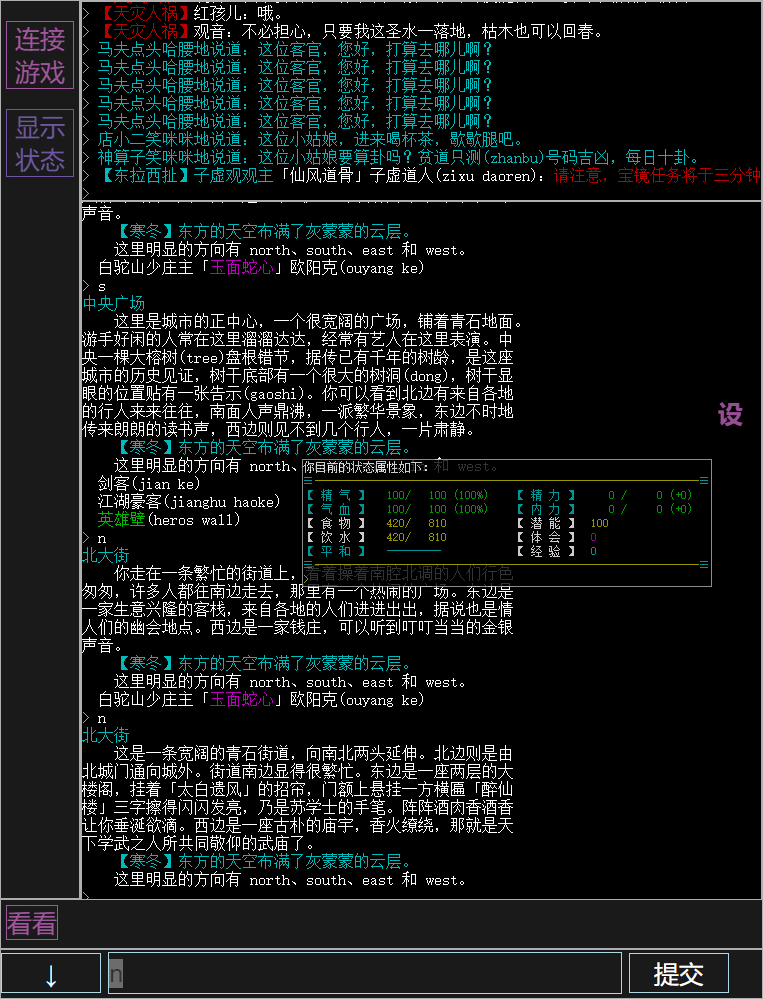 连接
游戏
显示
状态
> 【天灾人祸】红孩儿：哦。
> 【天灾人祸】观音：不必担心，只要我这圣水一落地，枯木也可以回春。
> 马夫点头哈腰地说道：这位客官，您好，打算去哪儿啊？
> 马夫点头哈腰地说道：这位客官，您好，打算去哪儿啊？
> 马夫点头哈腰地说道：这位客官，您好，打算去哪儿啊？
> 马夫点头哈腰地说道：这位客官，您好，打算去哪儿啊？
> 马夫点头哈腰地说道：这位客官，您好，打算去哪儿啊？
> 店小二笑咪咪地说道：这位小姑娘，进来喝杯茶，歇歇腿吧。
> 神算子笑咪咪地说道：这位小姑娘要算卦吗？贫道只测(zhanbu)号码吉凶，每日十卦。
> 【东拉西扯】子虚观观主「仙风道骨」子虚道人(zixu daoren)：请注意，宝镜任务将于三分钟
>
声音。
【寒冬】东方的天空布满了灰蒙蒙的云层。
这里明显的方向有 north、south、east 和 west。
白驼山少庄主「玉面蛇心」欧阳克(ouyang ke)
> s
中央广场
这里是城市的正中心，一个很宽阔的广场，铺着青石地面。
游手好闲的人常在这里溜溜达达，经常有艺人在这里表演。中
央一棵大榕树(tree)盘根错节，据传已有千年的树龄，是这座
城市的历史见证，树干底部有一个很大的树洞(dong)，树干显
眼的位置贴有一张告示(gaoshi)。你可以看到北边有来自各地
的行人来来往往，南面人声鼎沸，一派繁华景象，东边不时地
传来朗朗的读书声，西边则见不到几个行人，一片肃静。
设
【寒冬】东方的天空布满了灰蒙蒙的云层。
这里明显的方向有 north、 和 west。
剑客(jian ke)
江湖豪客(jianghu haoke)
英雄壁(heros wall)
你目前的状态属性如下：
【 精 气 】 100/ 100 (100%) 【 精 力 】 0 / 0 (+0)
【 气 血 】 100/ 100 (100%) 【 内 力 】 0 / 0 (+0)
【 食 物 】 420/ 810 【 潜 能 】 100
【 饮 水 】 420/ 810 【 体 会 】 0
【 平 和 】 【 经 验 】 0
>
> n
北大街
你走在一条繁忙的街道上，看着操着南腔北调的人们行色
匆匆，许多人都往南边走去，那里有一个热闹的广场。东边是
一家生意兴隆的客栈，来自各地的人们进进出出，据说也是情
人们的幽会地点。西边是一家钱庄，可以听到叮叮当当的金银
声音。
【寒冬】东方的天空布满了灰蒙蒙的云层。
这里明显的方向有 north、south、east 和 west。
白驼山少庄主「玉面蛇心」欧阳克(ouyang ke)
> n
北大街
这是一条宽阔的青石街道，向南北两头延伸。北边则是由
北城门通向城外。街道南边显得很繁忙。东边是一座两层的大
楼阁，挂着「太白遗风」的招帘，门额上悬挂一方横匾「醉仙
楼」三字擦得闪闪发亮，乃是苏学士的手笔。阵阵酒肉香酒香
让你垂涎欲滴。西边是一座古朴的庙宇，香火缭绕，那就是天
下学武之人所共同敬仰的武庙了。
【寒冬】东方的天空布满了灰蒙蒙的云层。
这里明显的方向有 north、south、east 和 west。
>
看看
↓
n
提交